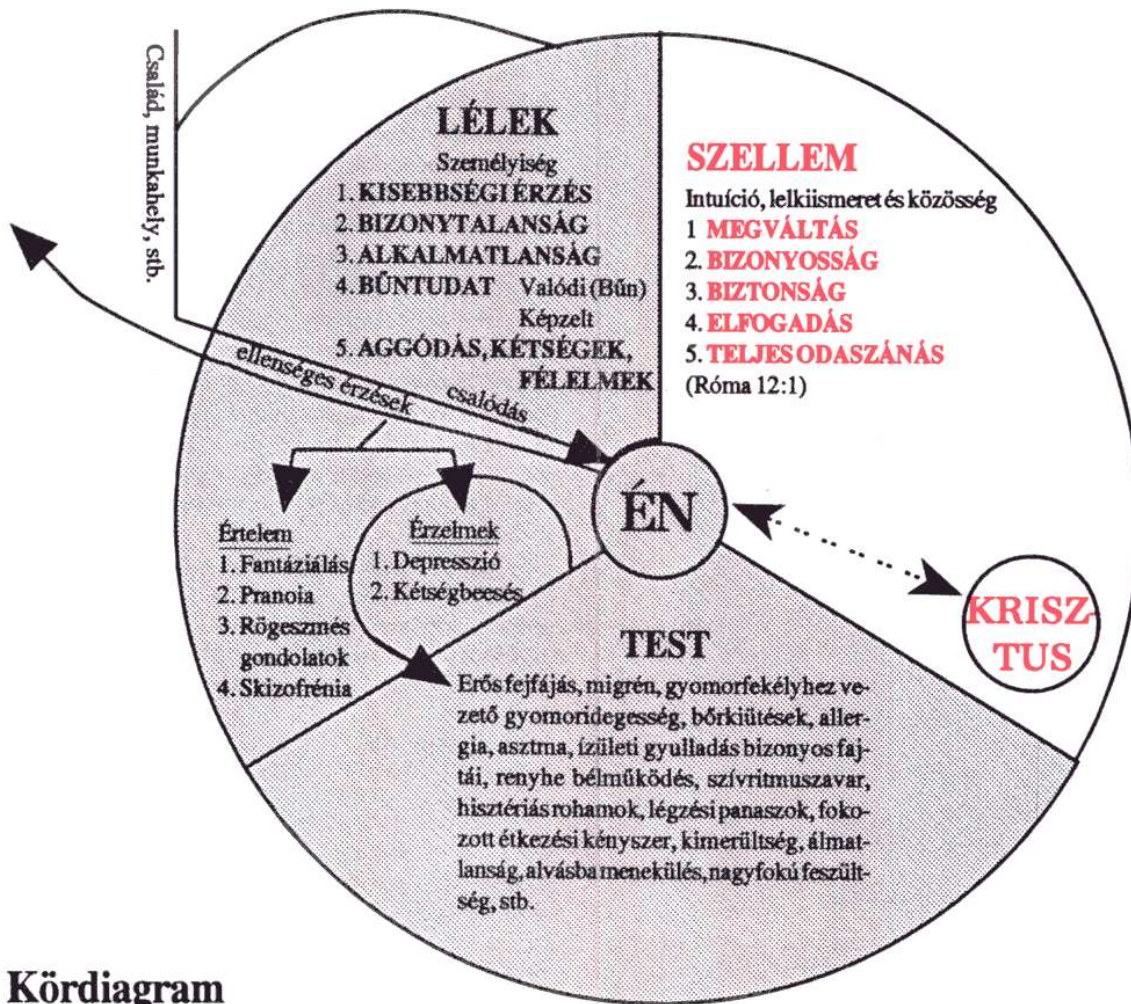 Család, munkahely, stb.
LÉLEK
Személyiség
1. KISEBBSÉGI ÉRZÉS
2. BIZONYTALANSÁG
3. ALKALMATLANSÁG
4. BŰNTUDAT Valódi (Bűn)
Képzelt
5. AGGÓDÁS, KÉTSÉGEK,
FÉLELMEK
SZELLEM
Intuíció, lelkiismeret és közösség
1 MEGVÁLTÁS
2. BIZONYOSSÁG
3. BIZTONSÁG
4. ELFOGADÁS
5. TELJES ODASZÁNÁS
(Róma 12:1)
ellenséges érzések
csalódás
ÉN
Értelem
1. Fantáziálás
2. Pranoia
3. Rögeszmés
gondolatok
4. Skizofrénia
Érzelmek
1. Depresszió
2. Kétségbeesés
KRISZ-
TUS
TEST
Erős fejfájás, migrén, gyomorfekélyhez ve-
zető gyomoridegesség, bőrkiütések, aller-
gia, asztma, ízületi gyulladás bizonyos faj-
tái, renyhe bélműködés, szívritmuszavar,
hisztériás rohamok, légzési panaszok, foko-
zott étkezési kényszer, kimerültség, álmat-
lanság, alvásba menekülés, nagyfokú feszült-
ség, stb.
Kördiagram